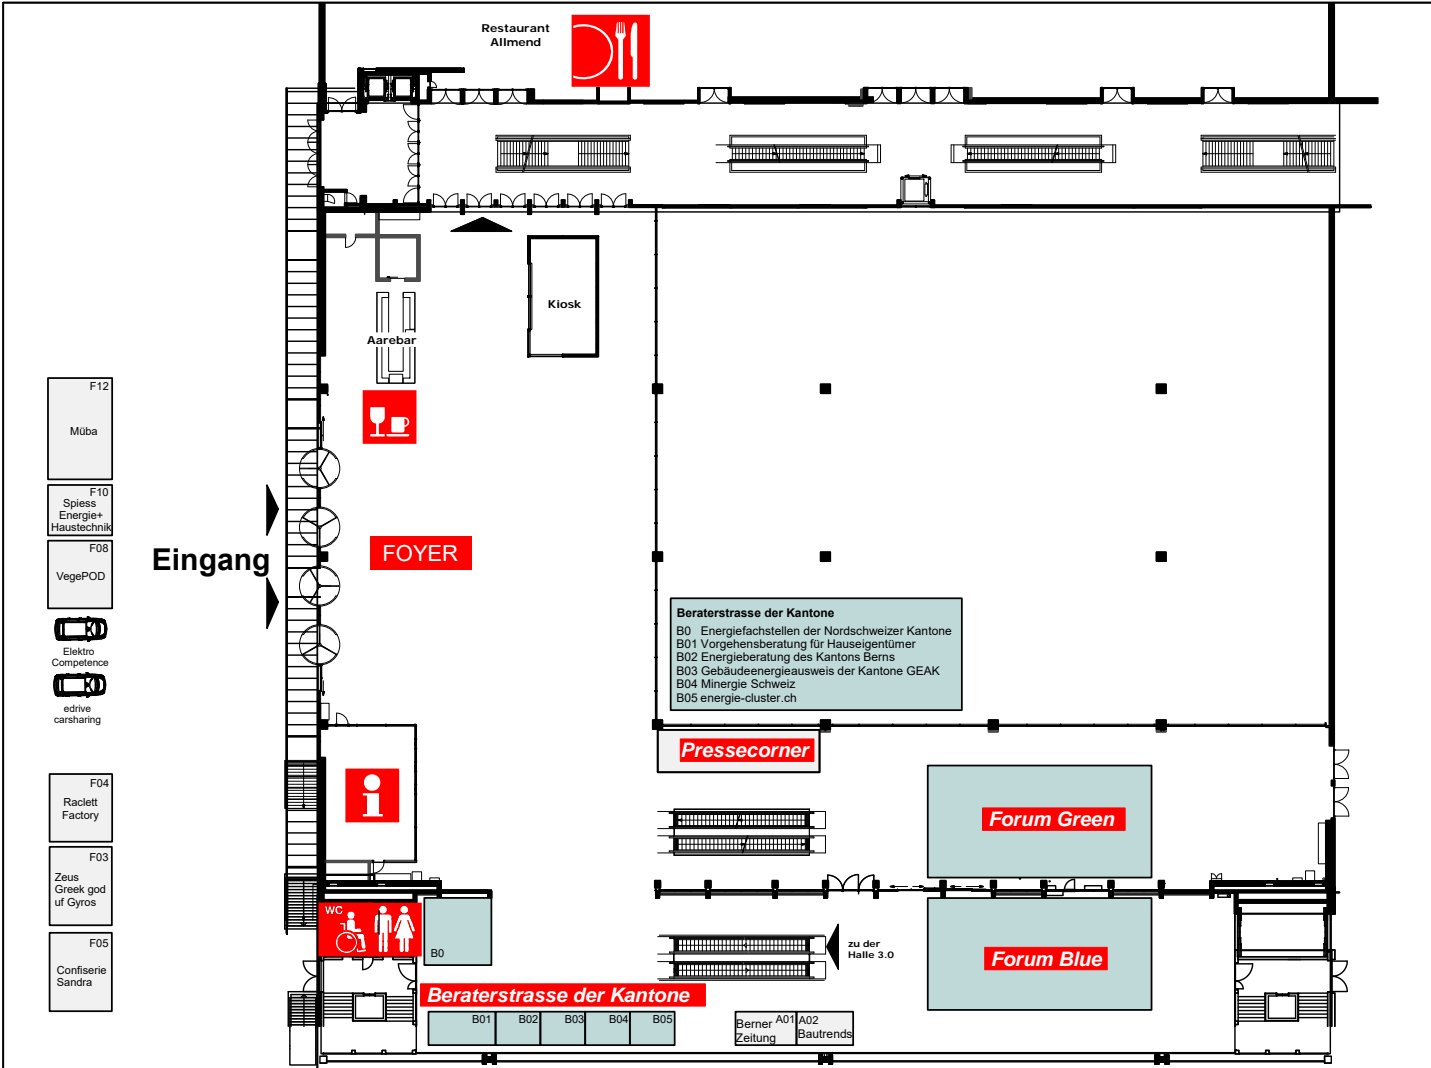 Restaurant
Allmend
Kiosk
Aarebar
F12
Müba
F10
Spiess
Energie+
Haustechnik
F08
VegePOD
Eingang
FOYER
Elektro
Competence
edrive
carsharing
Beraterstrasse der Kantone
B0 Energiefachstellen der Nordschweizer Kantone
B01 Vorgehensberatung für Hauseigentümer
B02 Energieberatung des Kantons Berns
B03 Gebäudeenergieausweis der Kantone GEAK
B04 Minergie Schweiz
B05 energie-cluster.ch
Pressecorner
F04
Raclett
Factory
Forum Green
F03
Zeus
Greek god
uf Gyros
WC
B0
F05
Confiserie
Sandra
zu der
Halle 3.0
Forum Blue
Beraterstrasse der Kantone
B01
B02
B03
B04
B05
Berner A01
Zeitung
A02
Bautrends